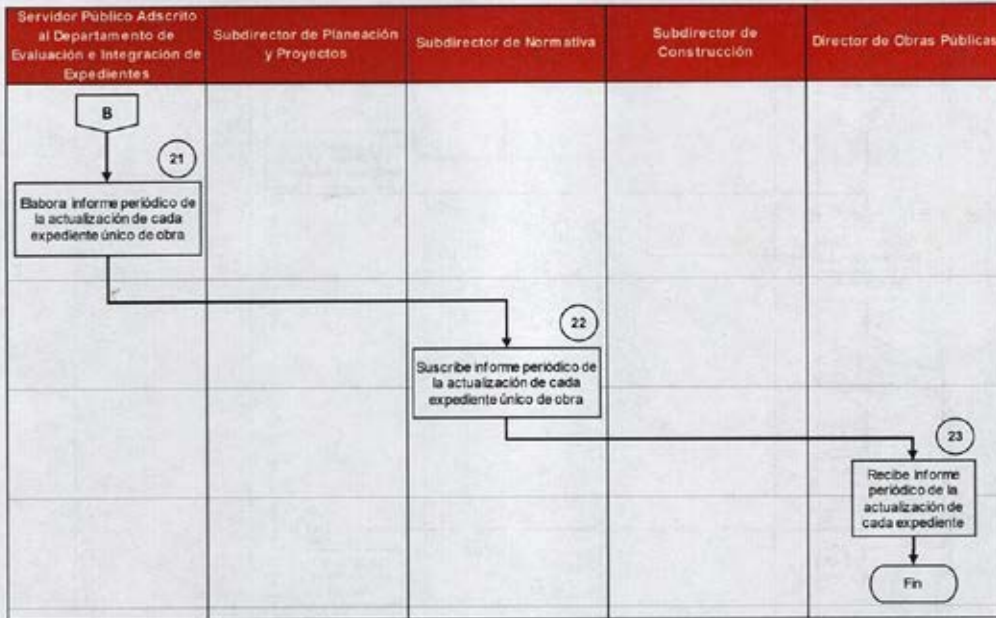 Servidor Público Adscrito
al Departamento de
Evaluación e Integración de
Expedientes
Subdirector de Planeación
y Proyectos
Subdirector de Normativa
Subdirector de
Construcción
Director de Obras Públicas
B
21
Elabora informe periódico de
la actualización de cada
expediente único de obra
22
Suscribe informe periódico de
la actualización de cada
expediente único de obra
23
Recibe informe
periódico de la
actualización de
cada expediente
Fin